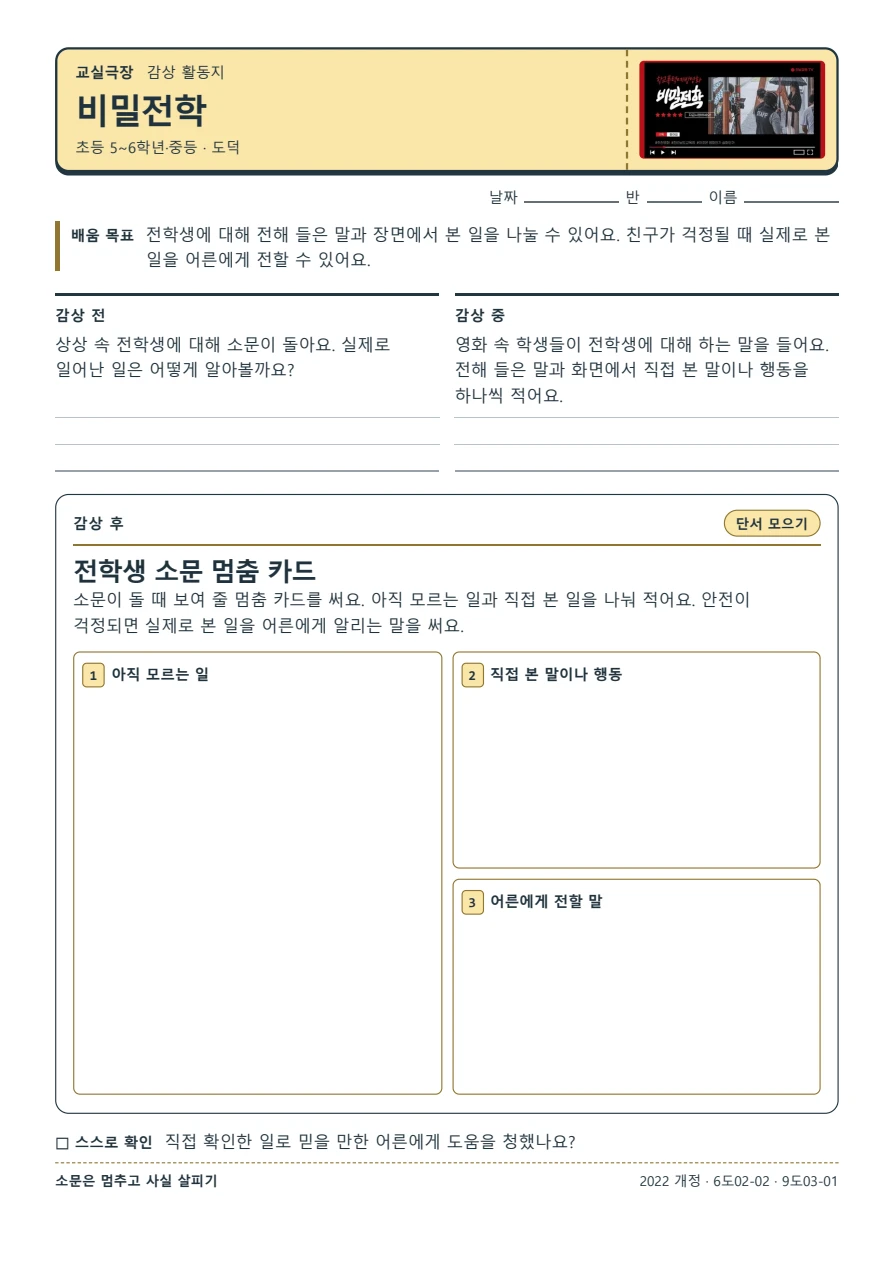 교실극장 감상 활동지
비밀전학
초등 5~6학년·중등 · 도덕
비밀전학
STAFF
날짜 반 이름
배움 목표 전학생에 대해 전해 들은 말과 장면에서 본 일을 나눌 수 있어요. 친구가 걱정될 때 실제로 본
일을 어른에게 전할 수 있어요.
감상 전
상상 속 전학생에 대해 소문이 돌아요. 실제로
일어난 일은 어떻게 알아볼까요?
감상 중
영화 속 학생들이 전학생에 대해 하는 말을 들어요.
전해 들은 말과 화면에서 직접 본 말이나 행동을
하나씩 적어요.
감상 후
단서 모으기
전학생 소문 멈춤 카드
소문이 돌 때 보여 줄 멈춤 카드를 써요. 아직 모르는 일과 직접 본 일을 나눠 적어요. 안전이
걱정되면 실제로 본 일을 어른에게 알리는 말을 써요.
1 아직 모르는 일
2 직접 본 말이나 행동
3 어른에게 전할 말
스스로 확인 직접 확인한 일로 믿을 만한 어른에게 도움을 청했나요?
소문은 멈추고 사실 살피기
2022 개정 · 6도02-02 · 9도03-01